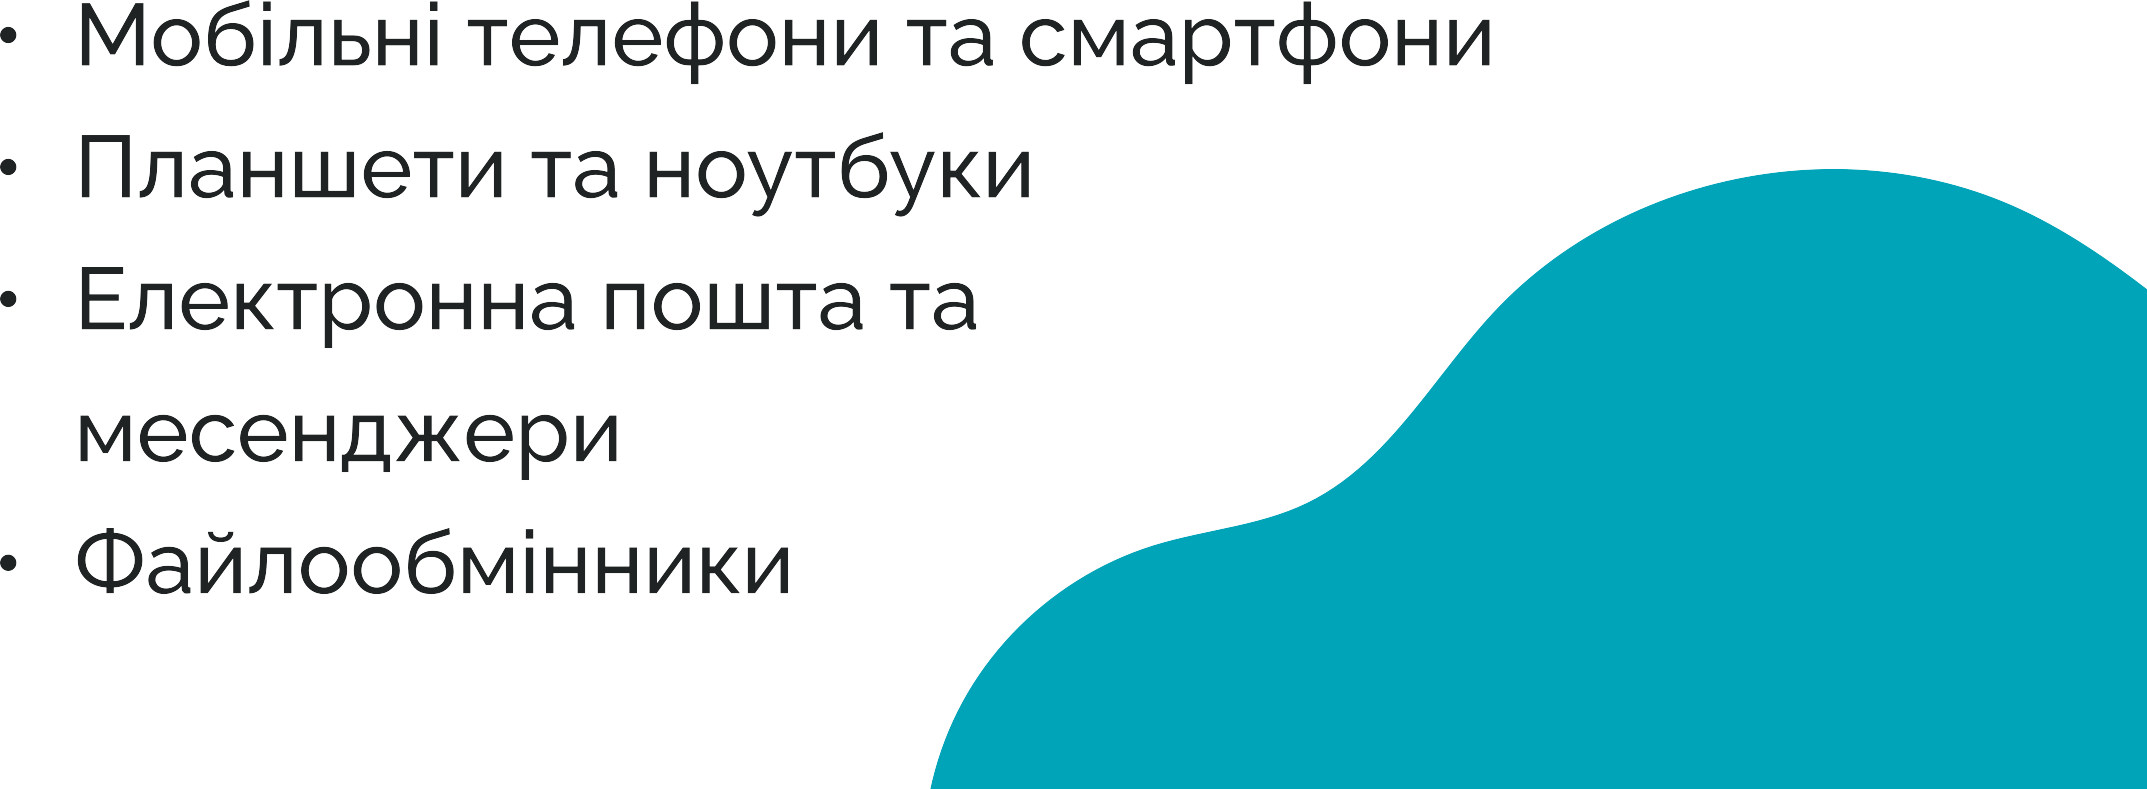 • Мобільні телефони та смартфони
• Планшети та ноутбуки
• Електронна пошта та
месенджери
• Файлообмінники